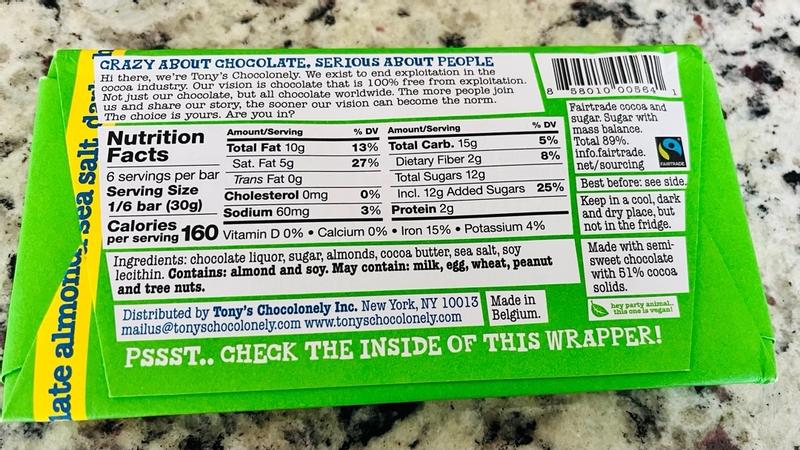 CRAZY ABOUT CHOCOLATE, SERIOUS ABOUT PEOPLE
Hi there, we're Tony's Chocolonely. We exist to end exploitation in the
cocoa industry. Our vision is chocolate that is 100% free from exploitation.
Not just our chocolate, but all chocolate worldwide. The more people join
us and share our story, the sooner our vision can become the norm.
The choice is yours. Are you in?
8 58010 00564 1
Nutrition
Facts
6 servings per bar
Serving Size
1/6 bar (30g)
Calories
per serving 160
Amount/Serving % DV
Total Fat 10g 13%
Sat. Fat 5g 27%
Trans Fat 0g
Cholesterol 0mg 0%
Sodium 60mg 3%
Amount/Serving % DV
Total Carb. 15g 5%
Dietary Fiber 2g 8%
Total Sugars 12g
Incl. 12g Added Sugars 25%
Protein 2g
Vitamin D 0% • Calcium 0% • Iron 15% • Potassium 4%
Ingredients: chocolate liquor, sugar, almonds, cocoa butter, sea salt, soy
lecithin. Contains: almond and soy. May contain: milk, egg, wheat, peanut
and tree nuts.
Distributed by Tony's Chocolonely Inc. New York, NY 10013
mailus@tonyschocolonely.com www.tonyschocolonely.com
Made in
Belgium.
PSSST.. CHECK THE INSIDE OF THIS WRAPPER!
Fairtrade cocoa and
sugar. Sugar with
mass balance.
Total 89%.
info.fairtrade.
net/sourcing
FAIRTRADE
Best before: see side.
Keep in a cool, dark
and dry place, but
not in the fridge.
Made with semi-
sweet chocolate
with 51% cocoa
solids.
hey party animal..
this one is vegan!
late almond sea salt